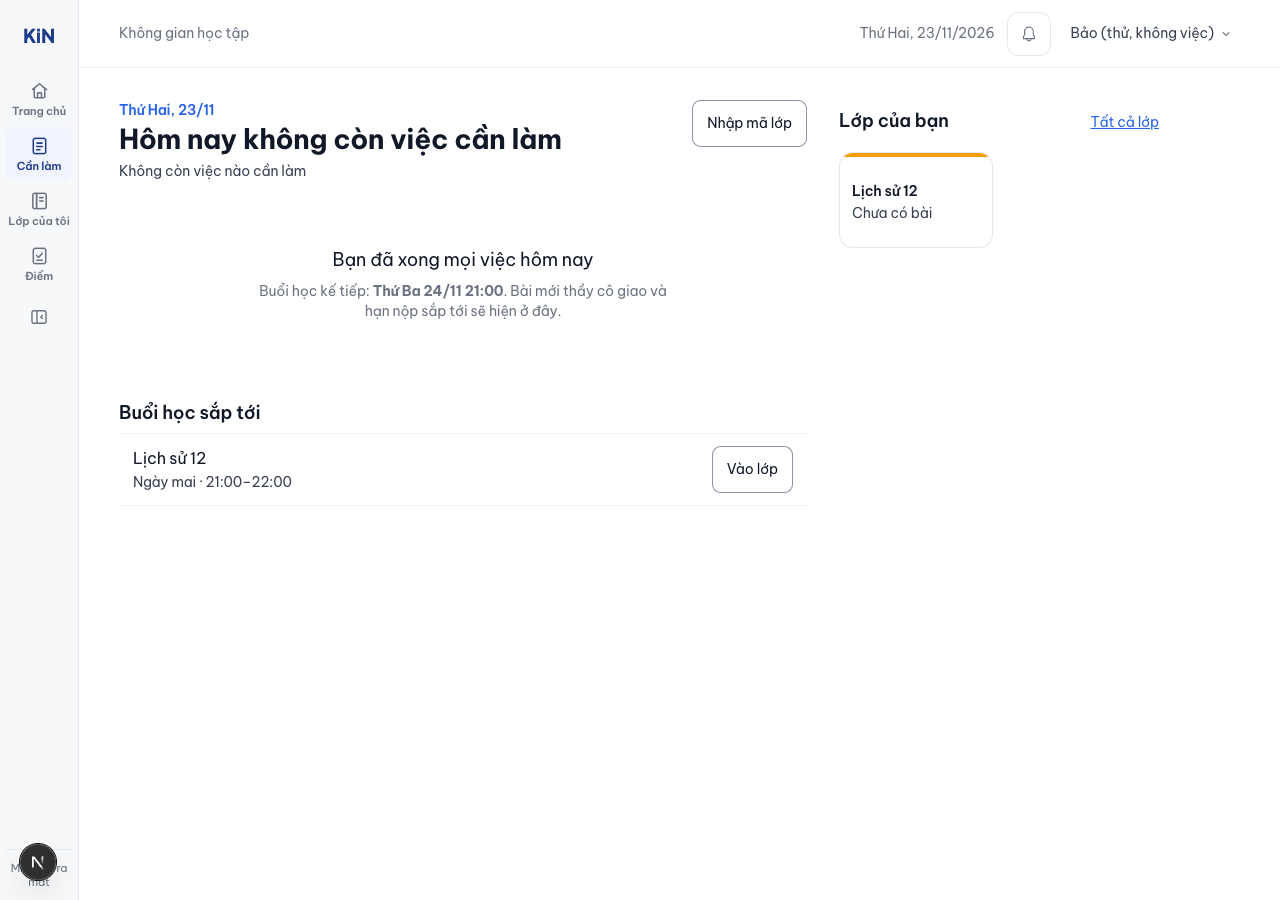 KiN
Trang chủ
Cần làm
Lớp của tôi
Điểm
Không gian học tập
Thứ Hai, 23/11/2026
Bảo (thử, không việc)
Thứ Hai, 23/11
Hôm nay không còn việc cần làm
Không còn việc nào cần làm
Nhập mã lớp
Bạn đã xong mọi việc hôm nay
Buổi học kế tiếp: Thứ Ba 24/11 21:00. Bài mới thầy cô giao và
hạn nộp sắp tới sẽ hiện ở đây.
Buổi học sắp tới
Lịch sử 12
Ngày mai · 21:00–22:00
Vào lớp
Lớp của bạn
Tất cả lớp
Lịch sử 12
Chưa có bài
N
ra
mắt